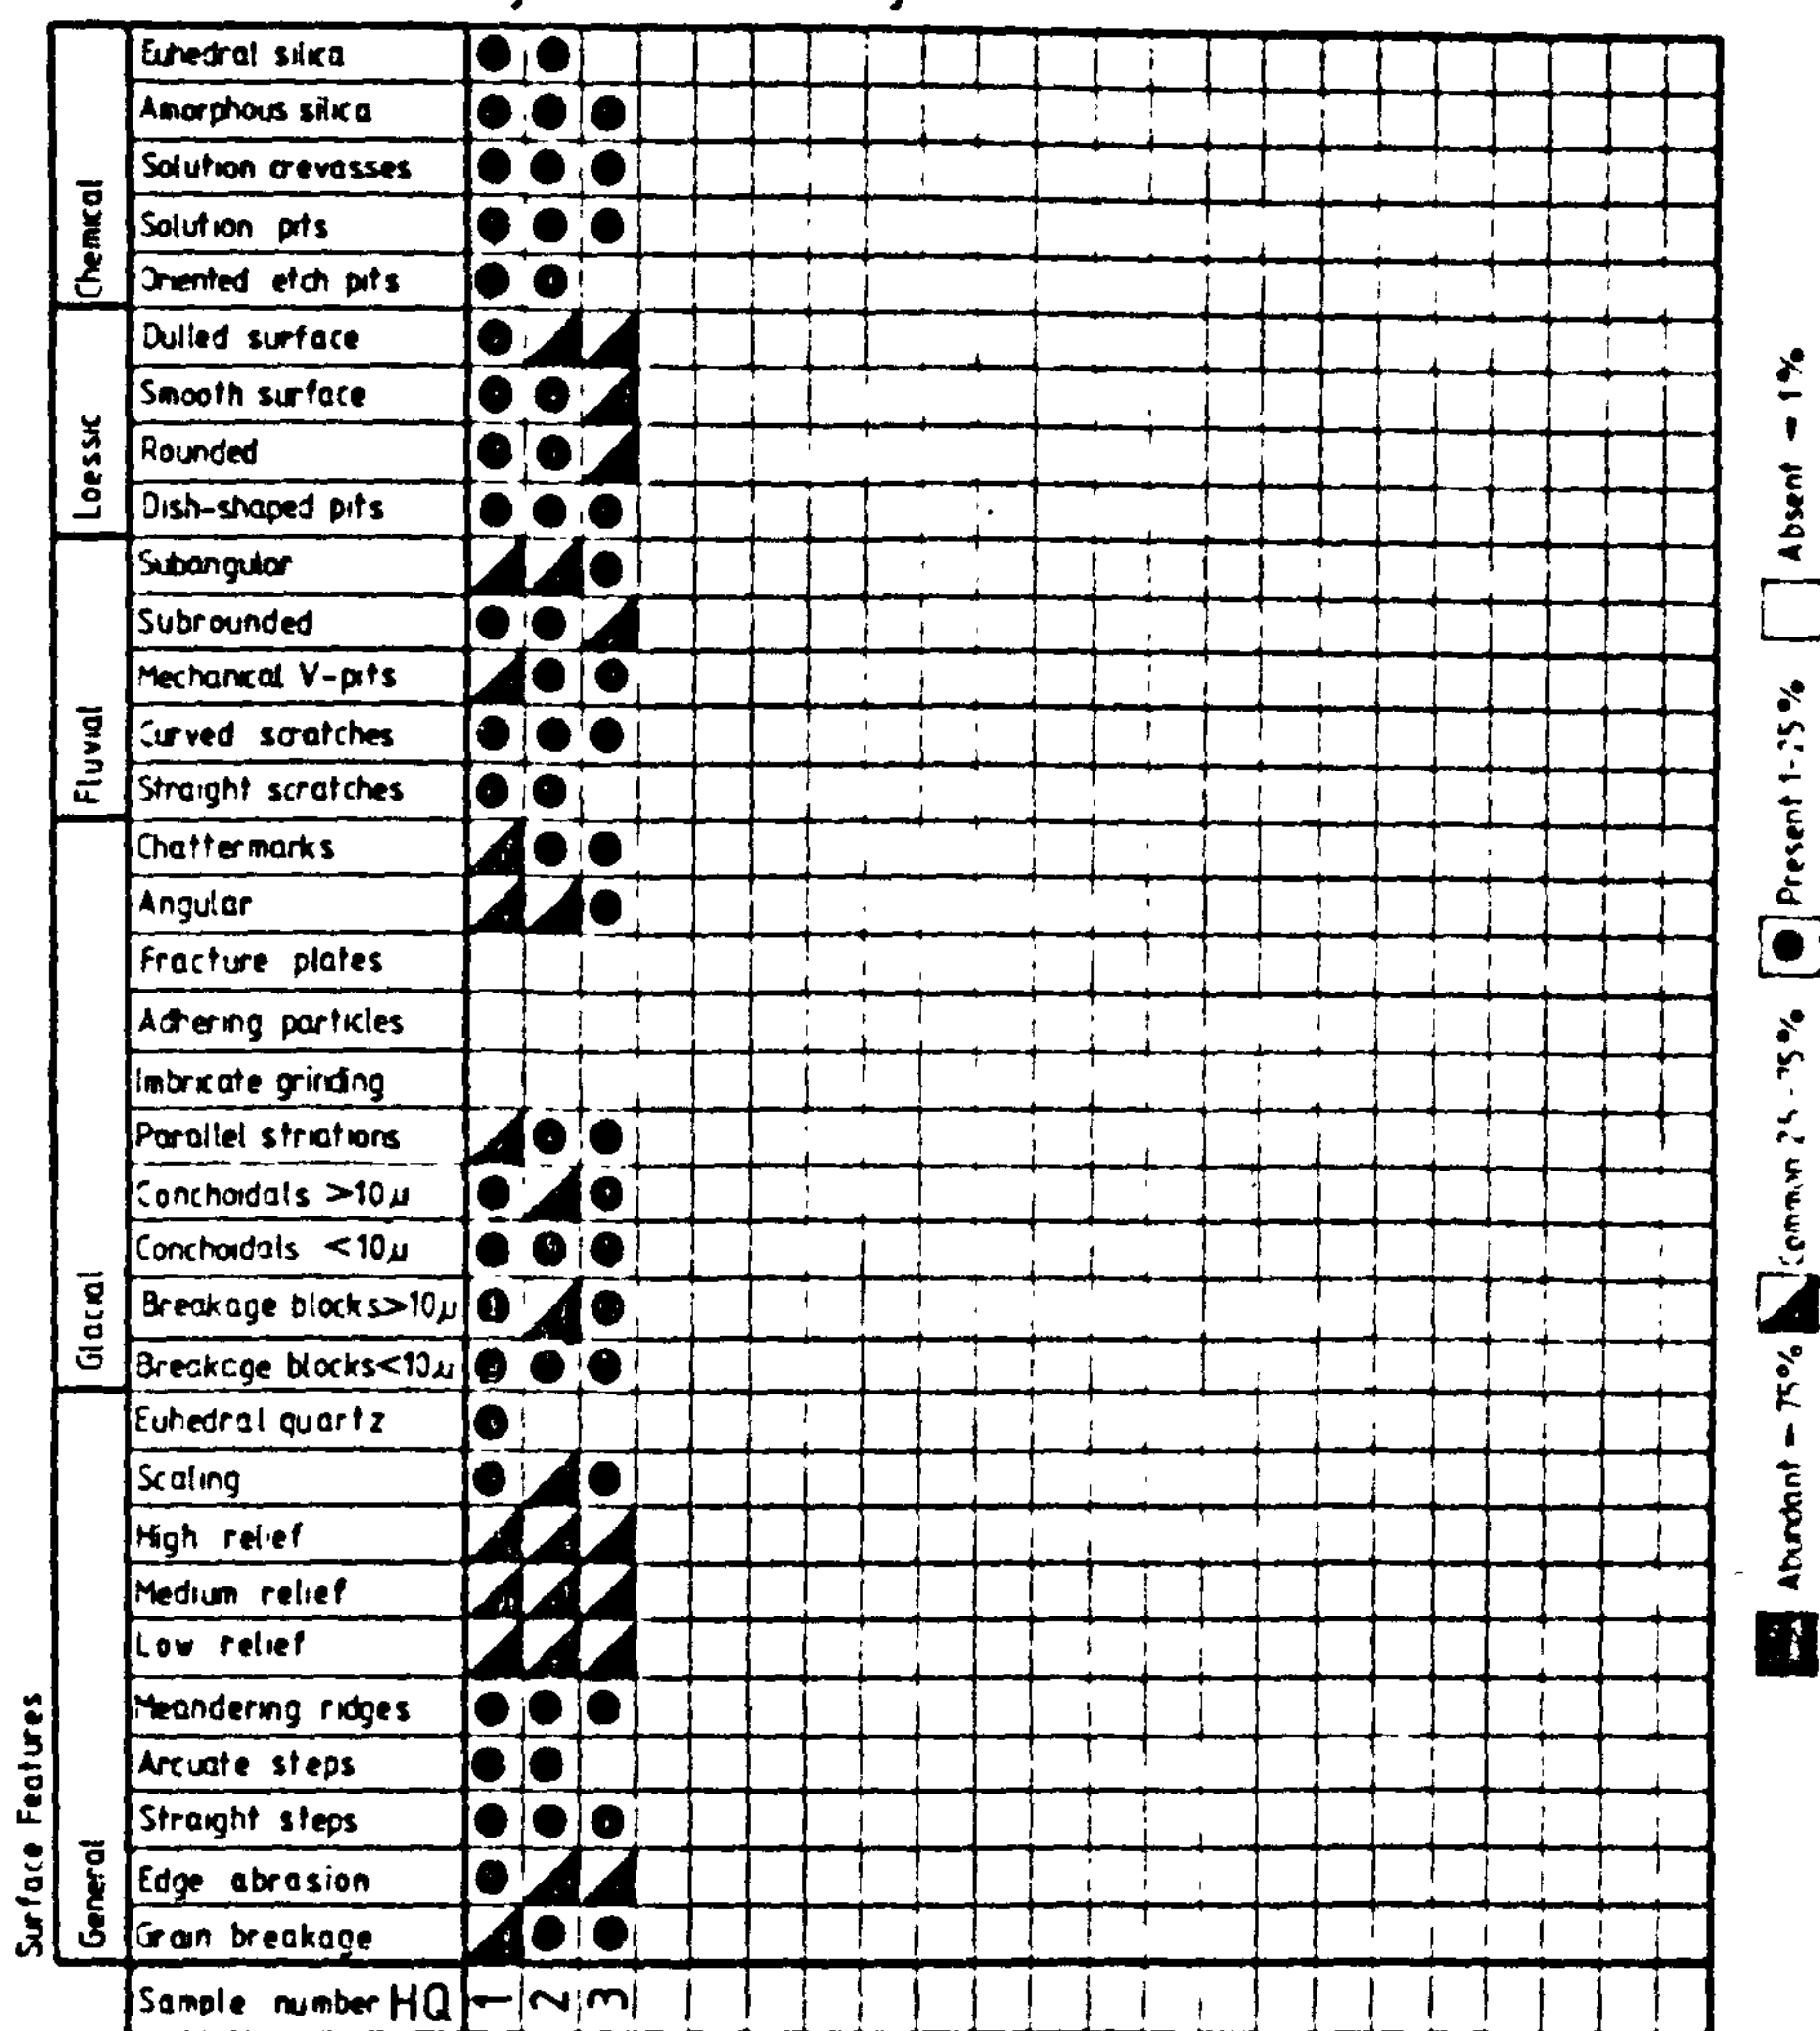 Euhedral silica
Amorphous silica
Solution crevasses
Solution pits
Oriented etch pits
Chemical
Dulled surface
Smooth surface
Rounded
Dish-shaped pits
Loessic
Subangular
Subrounded
Mechanical V-pits
Curved scratches
Straight scratches
Fluvial
Chattermarks
Angular
Fracture plates
Adhering particles
Imbricate grinding
Parallel striations
Conchoidals >10µ
Conchoidals <10µ
Breakage blocks>10µ
Breakage blocks<10µ
Glacial
Euhedral quartz
Scaling
High relief
Medium relief
Low relief
Meandering ridges
Arcuate steps
Straight steps
Edge abrasion
Grain breakage
General
Surface Features
Sample number HQ 1 2 3
Abundant - 75%
Common 25 - 75%
Present 1-25%
Absent - 1%